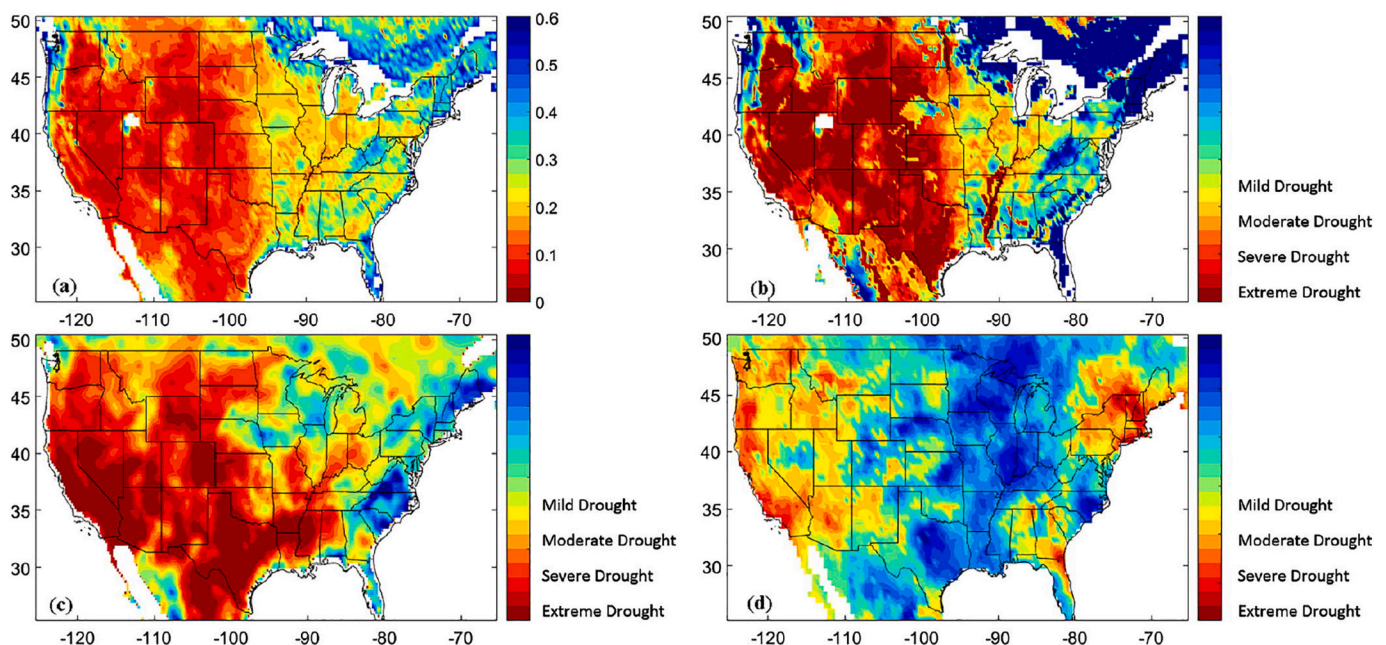 50
45
40
35
30
(a)
-120 -110 -100 -90 -80 -70
0.6
0.5
0.4
0.3
0.2
0.1
0
50
45
40
35
30
(b)
-120 -110 -100 -90 -80 -70
Mild Drought
Moderate Drought
Severe Drought
Extreme Drought
50
45
40
35
30
(c)
-120 -110 -100 -90 -80 -70
Mild Drought
Moderate Drought
Severe Drought
Extreme Drought
50
45
40
35
30
(d)
-120 -110 -100 -90 -80 -70
Mild Drought
Moderate Drought
Severe Drought
Extreme Drought